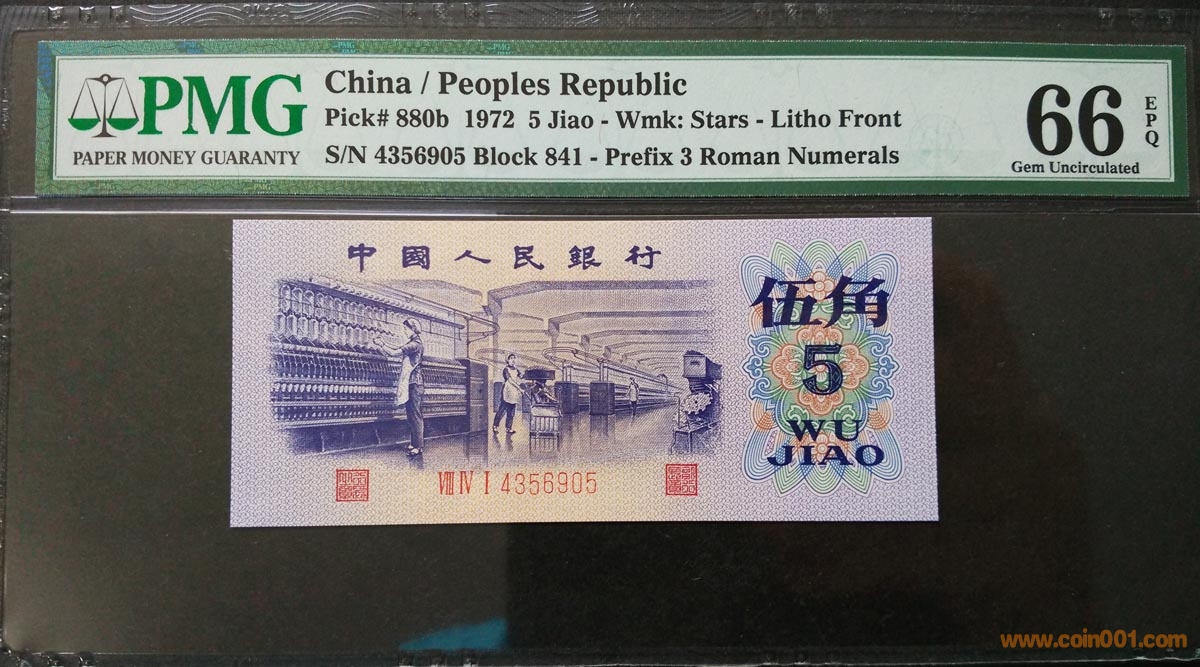 PMG
PAPER MONEY GUARANTY
China / Peoples Republic
Pick# 880b 1972 5 Jiao - Wmk: Stars - Litho Front
S/N 4356905 Block 841 - Prefix 3 Roman Numerals
66
EPQ
Gem Uncirculated
中國人民銀行
伍角
5
WU
JIAO
VIII IV I 4356905
www.coin001.com